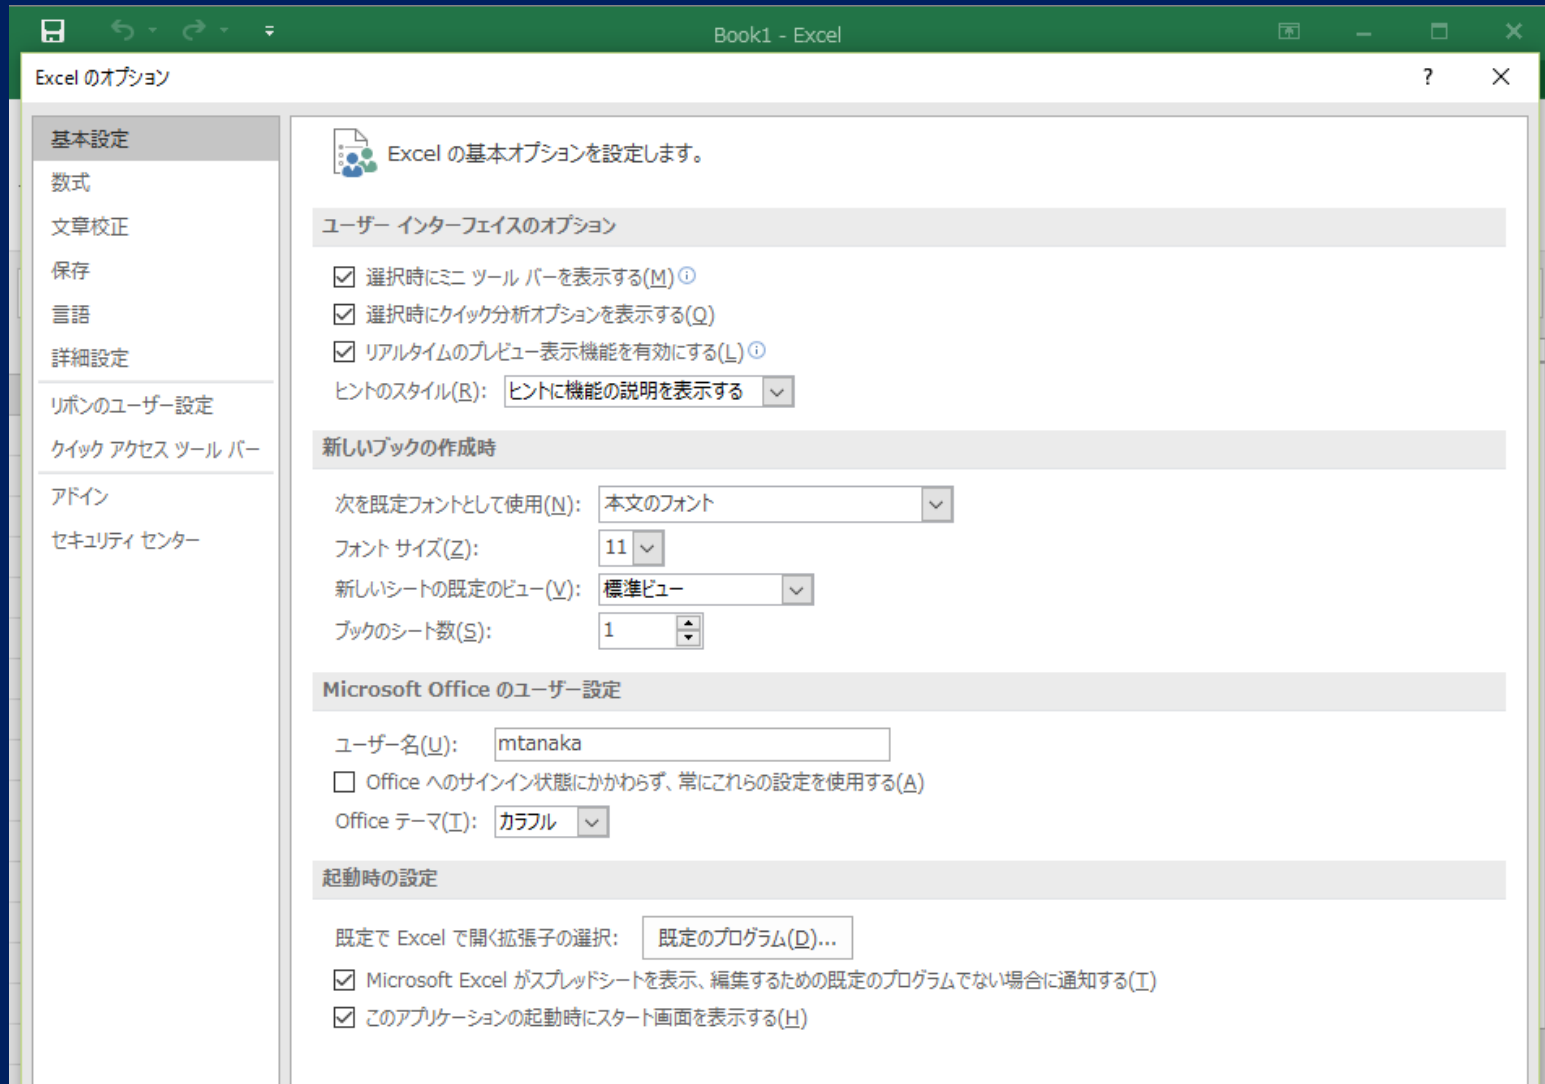 Book1 - Excel
Excel のオプション
?
基本設定
数式
文章校正
保存
言語
詳細設定
リボンのユーザー設定
クイック アクセス ツール バー
アドイン
セキュリティ センター
Excel の基本オプションを設定します。
ユーザー インターフェイスのオプション
選択時にミニ ツール バーを表示する(M)
選択時にクイック分析オプションを表示する(Q)
リアルタイムのプレビュー表示機能を有効にする(L)
ヒントのスタイル(R): ヒントに機能の説明を表示する
新しいブックの作成時
次を既定フォントとして使用(N): 本文のフォント
フォント サイズ(Z): 11
新しいシートの既定のビュー(V): 標準ビュー
ブックのシート数(S): 1
Microsoft Office のユーザー設定
ユーザー名(U): mtanaka
Office へのサインイン状態にかかわらず、常にこれらの設定を使用する(A)
Office テーマ(T): カラフル
起動時の設定
既定で Excel で開く拡張子の選択: 既定のプログラム(D)...
Microsoft Excel がスプレッドシートを表示、編集するための既定のプログラムでない場合に通知する(T)
このアプリケーションの起動時にスタート画面を表示する(H)